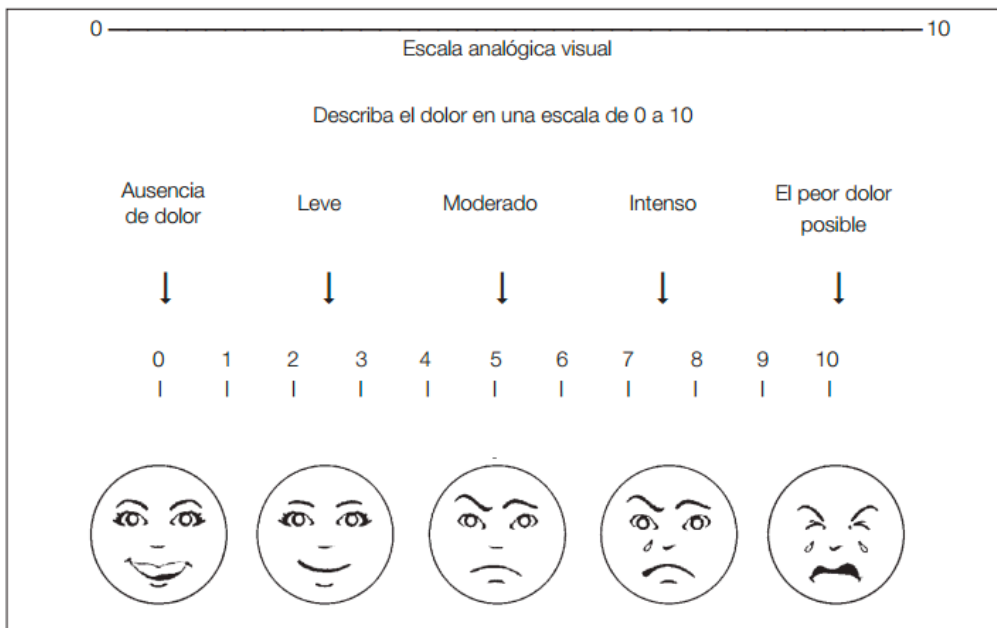 0 10
Escala analógica visual
Describa el dolor en una escala de 0 a 10
Ausencia de dolor
Leve
Moderado
Intenso
El peor dolor posible
0 1 2 3 4 5 6 7 8 9 10